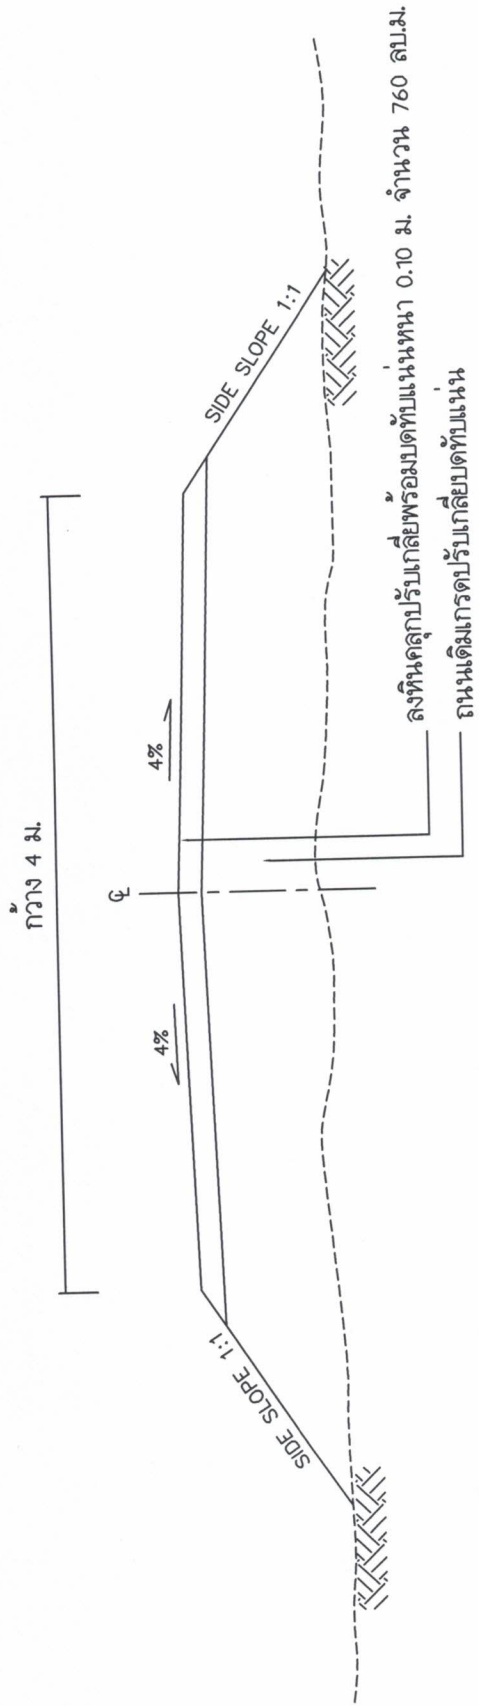 กว้าง 4 ม.
℄
4%
4%
SIDE SLOPE 1:1
SIDE SLOPE 1:1
ลงหินคลุกปรับเกลี่ยพร้อมบดทับแน่นหนา 0.10 ม. จำนวน 760 ลบ.ม.
ถนนเดิมเกรดปรับเกลี่ยบดทับแน่น